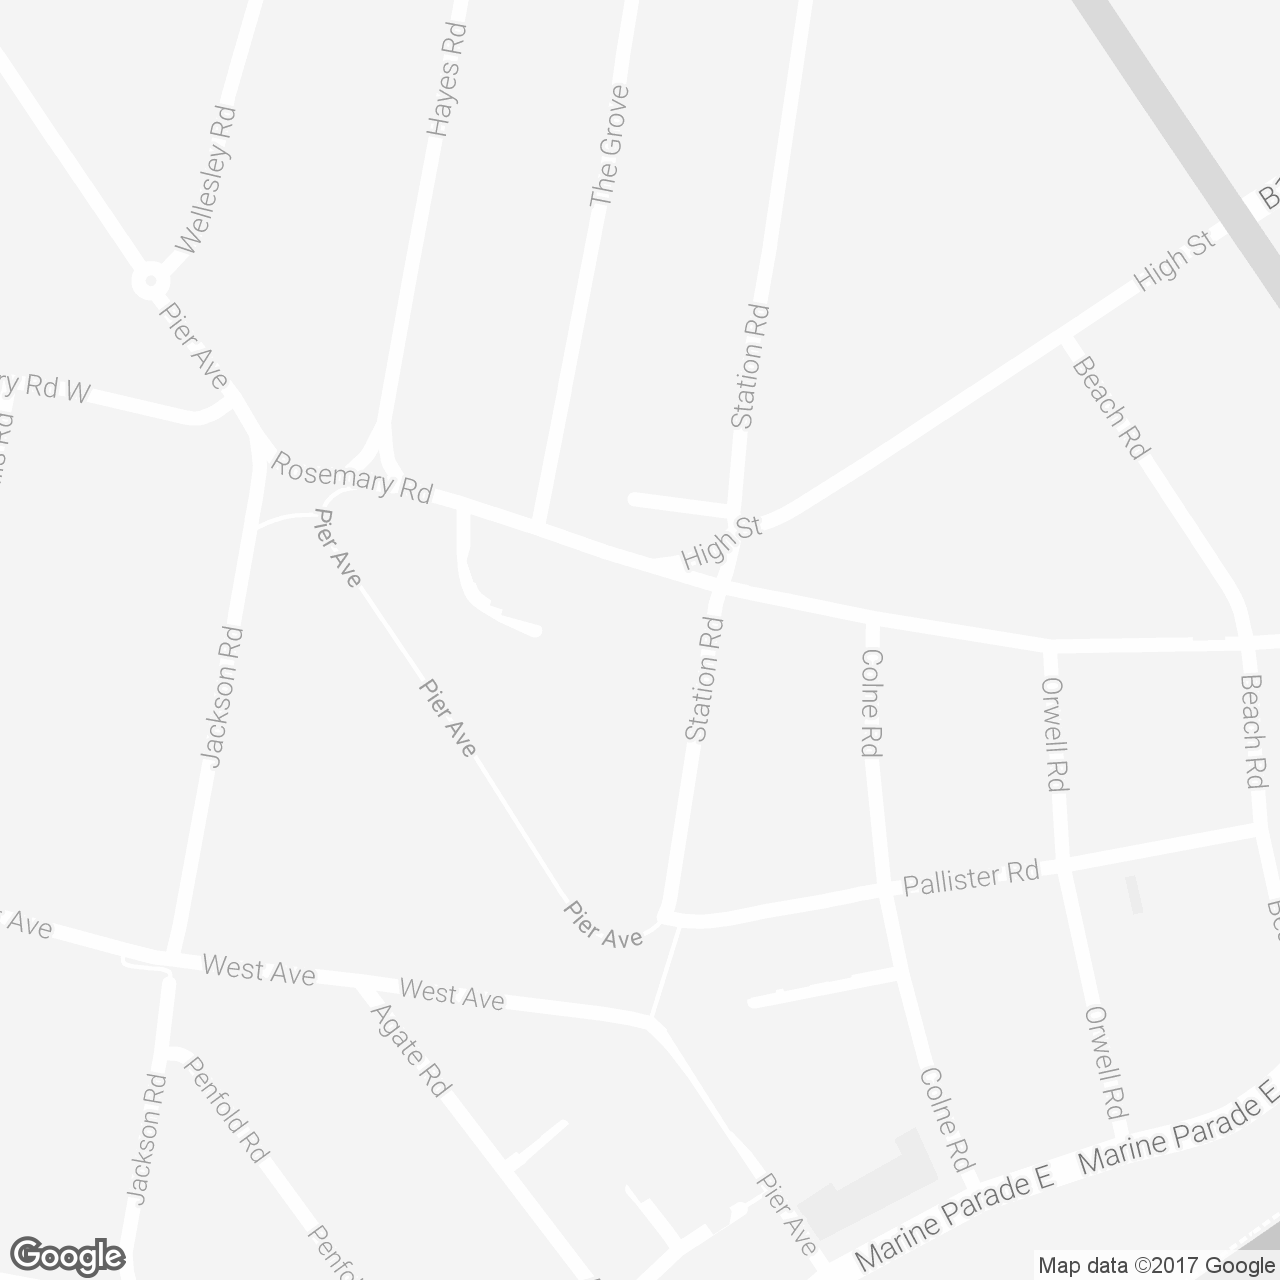 Hayes Rd
The Grove
Wellesley Rd
High St
Pier Ave
Station Rd
Rd W
Beach Rd
Rosemary Rd
Pier Ave
High St
Jackson Rd
Station Rd
Colne Rd
Orwell Rd
Beach Rd
Pier Ave
Pallister Rd
Ave
Pier Ave
West Ave
West Ave
Agate Rd
Orwell Rd
Penfold Rd
Jackson Rd
Colne Rd
Marine Parade E
Marine Parade E
Pier Ave
Google
Map data ©2017 Google